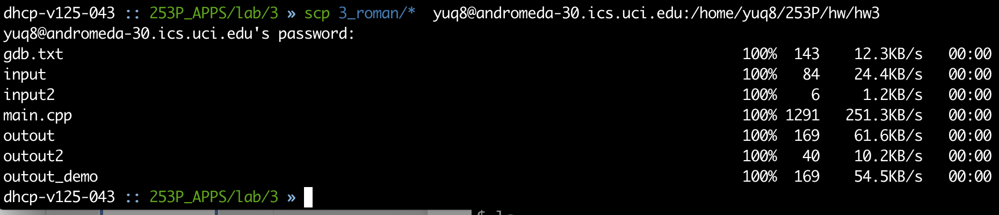 dhcp-v125-043 :: 253P_APPS/lab/3 » scp 3_roman/*  yuq8@andromeda-30.ics.uci.edu:/home/yuq8/253P/hw/hw3
yuq8@andromeda-30.ics.uci.edu's password:
gdb.txt 100% 143 12.3KB/s 00:00
input 100% 84 24.4KB/s 00:00
input2 100% 6 1.2KB/s 00:00
main.cpp 100% 1291 251.3KB/s 00:00
outout 100% 169 61.6KB/s 00:00
outout2 100% 40 10.2KB/s 00:00
outout_demo 100% 169 54.5KB/s 00:00
dhcp-v125-043 :: 253P_APPS/lab/3 »